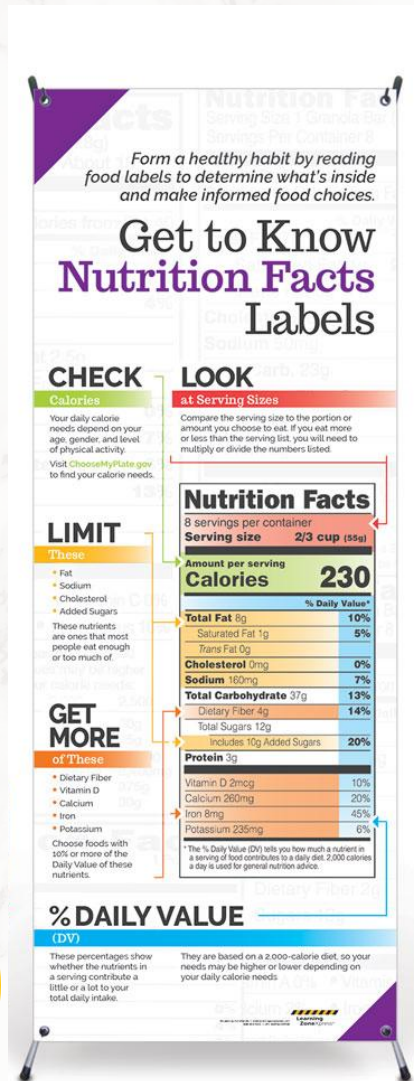 Form a healthy habit by reading
food labels to determine what's inside
and make informed food choices.
Get to Know
Nutrition Facts
Labels
CHECK
Calories
Your daily calorie
needs depend on your
age, gender, and level
of physical activity.
Visit ChooseMyPlate.gov
to find your calorie needs.
LOOK
at Serving Sizes
Compare the serving size to the portion or
amount you choose to eat. If you eat more
or less than the serving list, you will need to
multiply or divide the numbers listed.
LIMIT
These
• Fat
• Sodium
• Cholesterol
• Added Sugars
These nutrients
are ones that most
people eat enough
or too much of.
GET
MORE
of These
• Dietary Fiber
• Vitamin D
• Calcium
• Iron
• Potassium
Choose foods with
10% or more of the
Daily Value of these
nutrients.
Nutrition Facts
8 servings per container
Serving size 2/3 cup (55g)
Amount per serving
Calories 230
% Daily Value*
Total Fat 8g 10%
Saturated Fat 1g 5%
Trans Fat 0g
Cholesterol 0mg 0%
Sodium 160mg 7%
Total Carbohydrate 37g 13%
Dietary Fiber 4g 14%
Total Sugars 12g
Includes 10g Added Sugars 20%
Protein 3g
Vitamin D 2mcg 10%
Calcium 260mg 20%
Iron 8mg 45%
Potassium 235mg 6%
* The % Daily Value (DV) tells you how much a nutrient in
a serving of food contributes to a daily diet. 2,000 calories
a day is used for general nutrition advice.
% DAILY VALUE
(DV)
These percentages show
whether the nutrients in
a serving contribute a
little or a lot to your
total daily intake.
They are based on a 2,000-calorie diet, so your
needs may be higher or lower depending on
your daily calorie needs
Learning
ZoneXpress